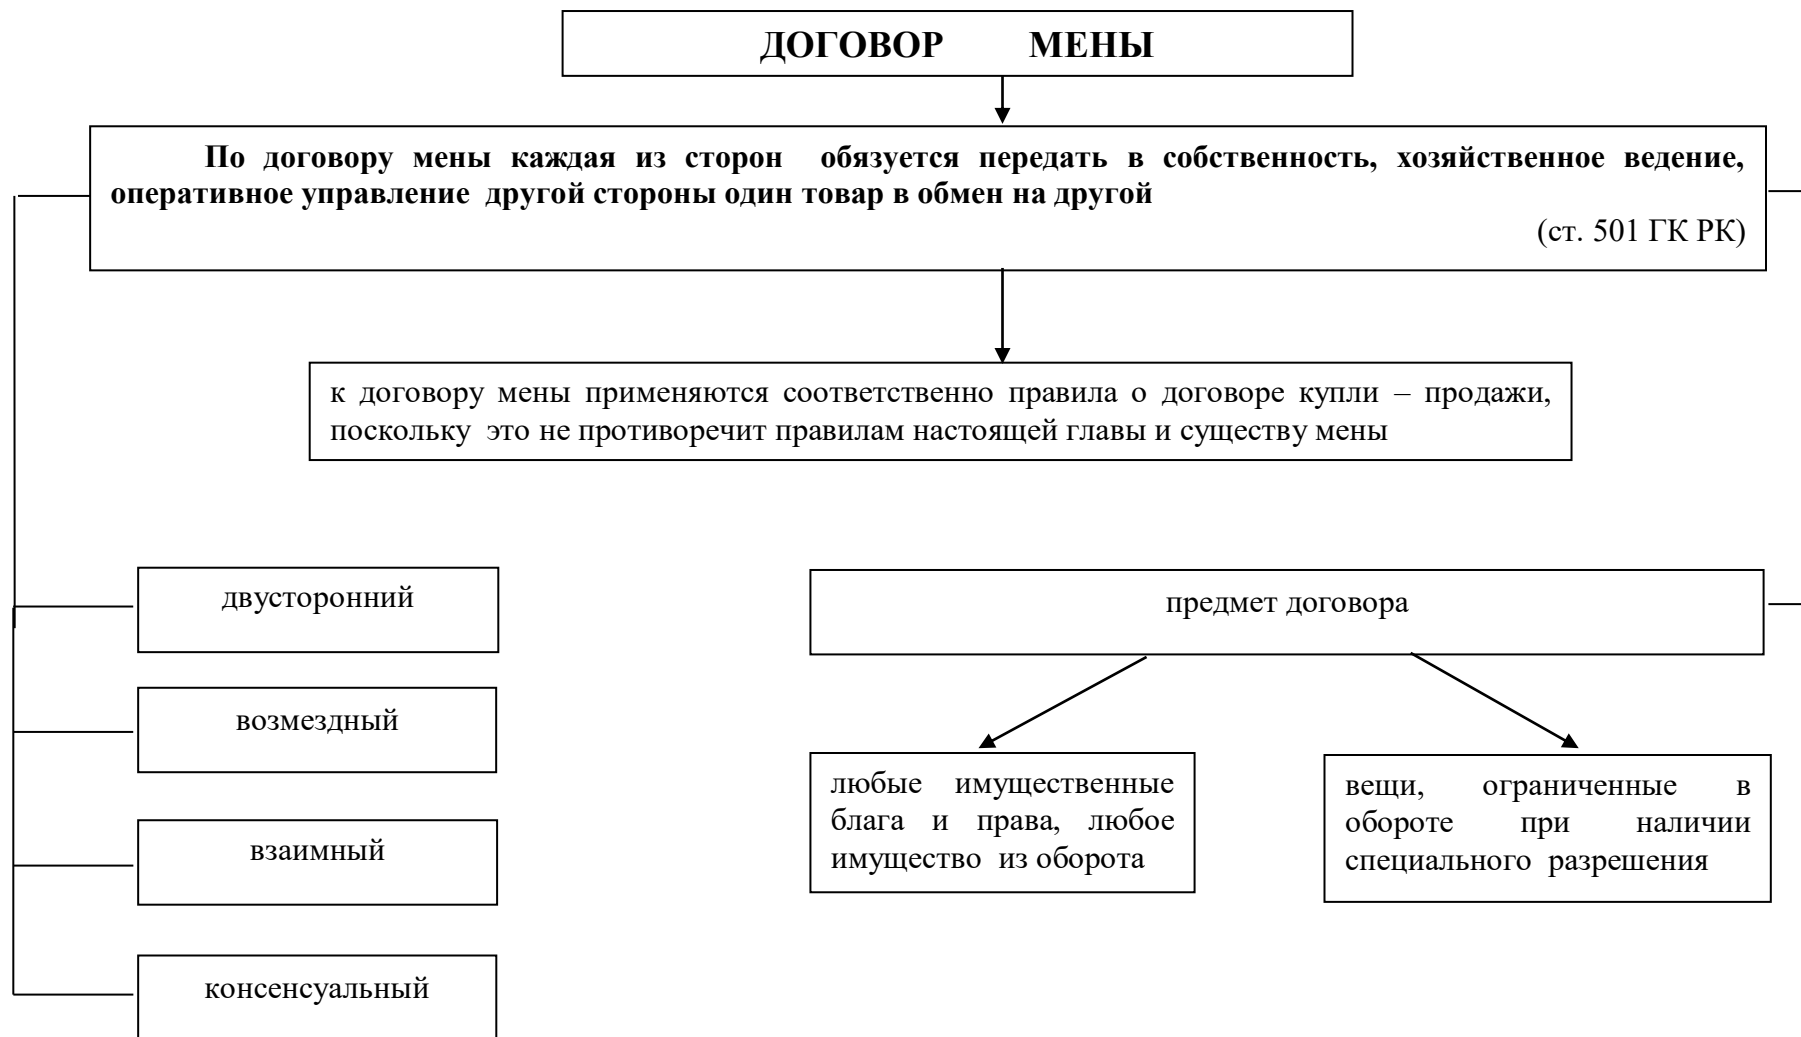 ДОГОВОР МЕНЫ
По договору мены каждая из сторон обязуется передать в собственность, хозяйственное ведение,
оперативное управление другой стороны один товар в обмен на другой
(ст. 501 ГК РК)
к договору мены применяются соответственно правила о договоре купли – продажи,
поскольку это не противоречит правилам настоящей главы и существу мены
двусторонний
возмездный
взаимный
консенсуальный
предмет договора
любые имущественные
блага и права, любое
имущество из оборота
вещи, ограниченные в
обороте при наличии
специального разрешения